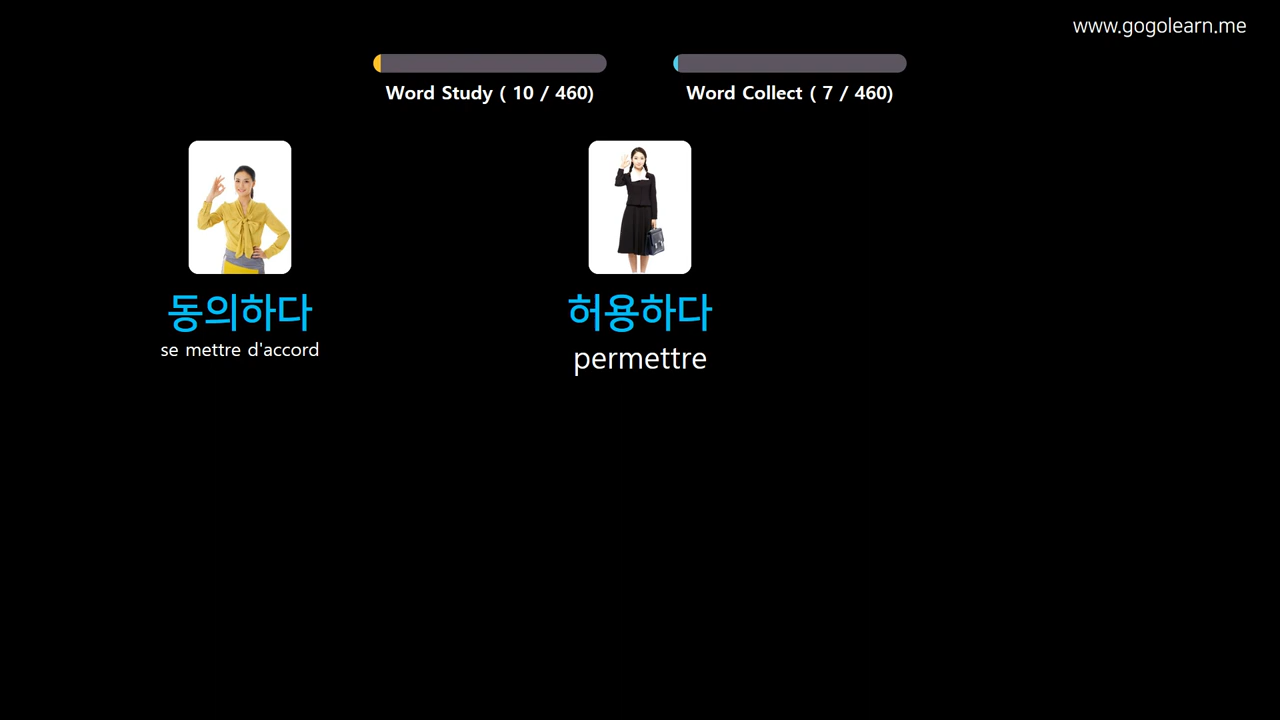 www.gogolearn.me
Word Study ( 10 / 460)
Word Collect ( 7 / 460)
동의하다
se mettre d'accord
허용하다
permettre